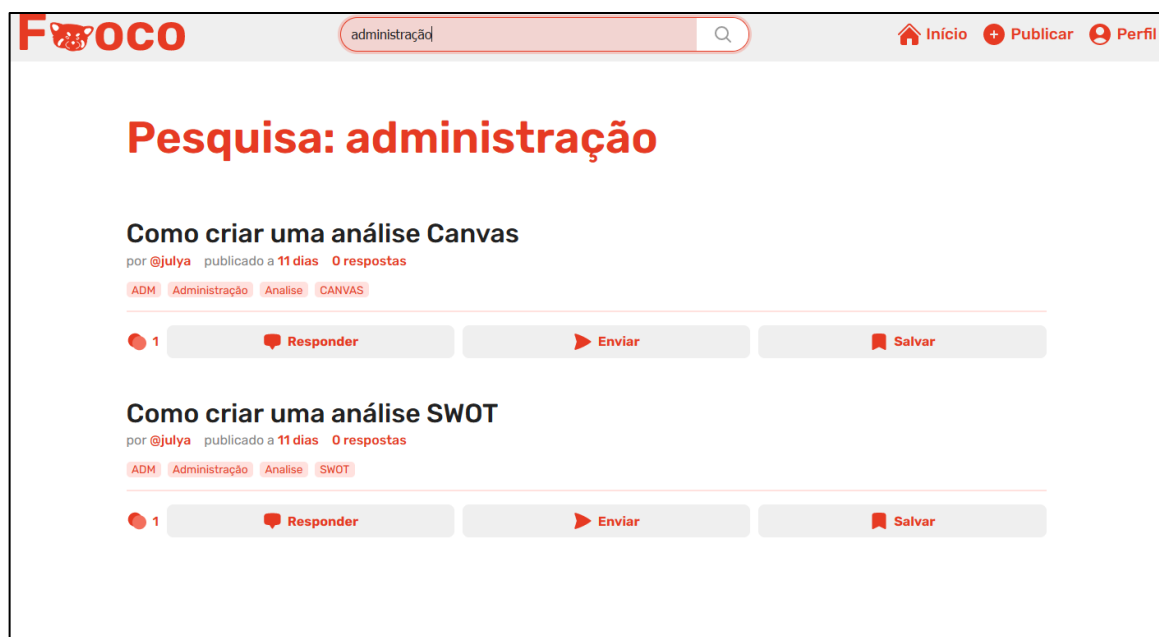 Foco
administração
Início Publicar Perfil
Pesquisa: administração
Como criar uma análise Canvas
por @julya publicado a 11 dias 0 respostas
ADM Administração Analise CANVAS
1 Responder Enviar Salvar
Como criar uma análise SWOT
por @julya publicado a 11 dias 0 respostas
ADM Administração Analise SWOT
1 Responder Enviar Salvar